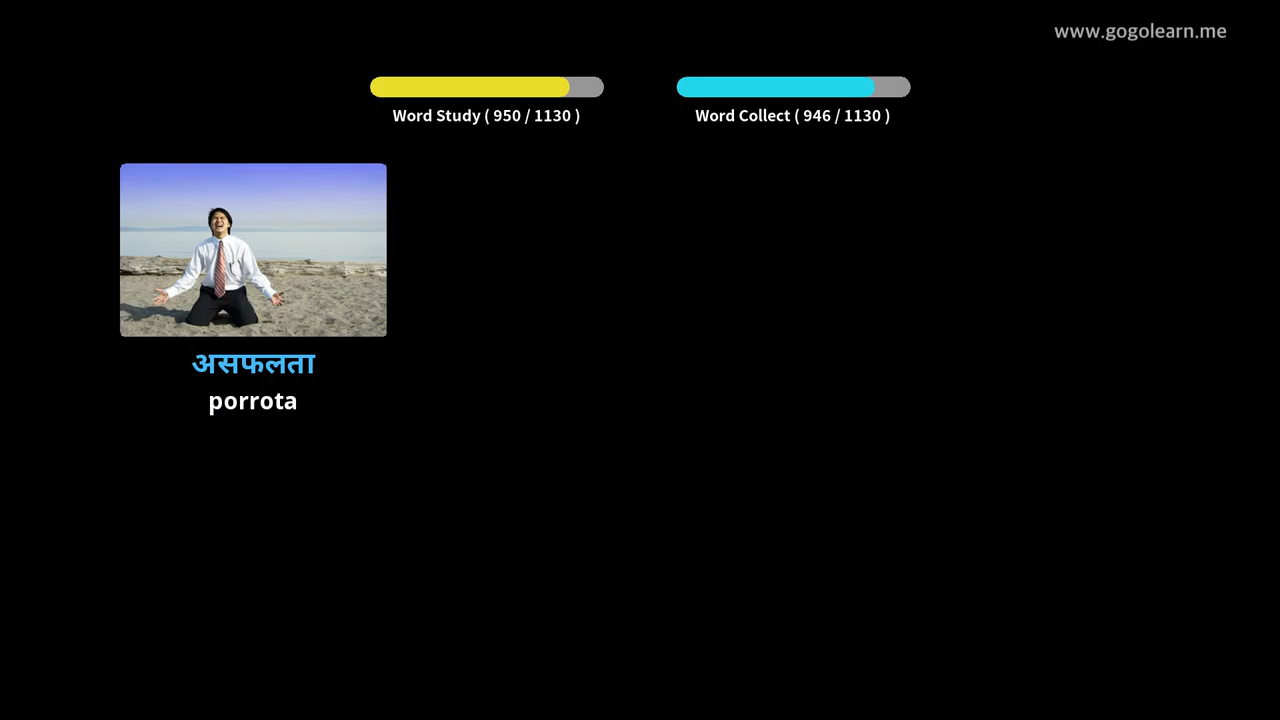 www.gogolearn.me
Word Study ( 950 / 1130 )
Word Collect ( 946 / 1130 )
असफलता
porrota